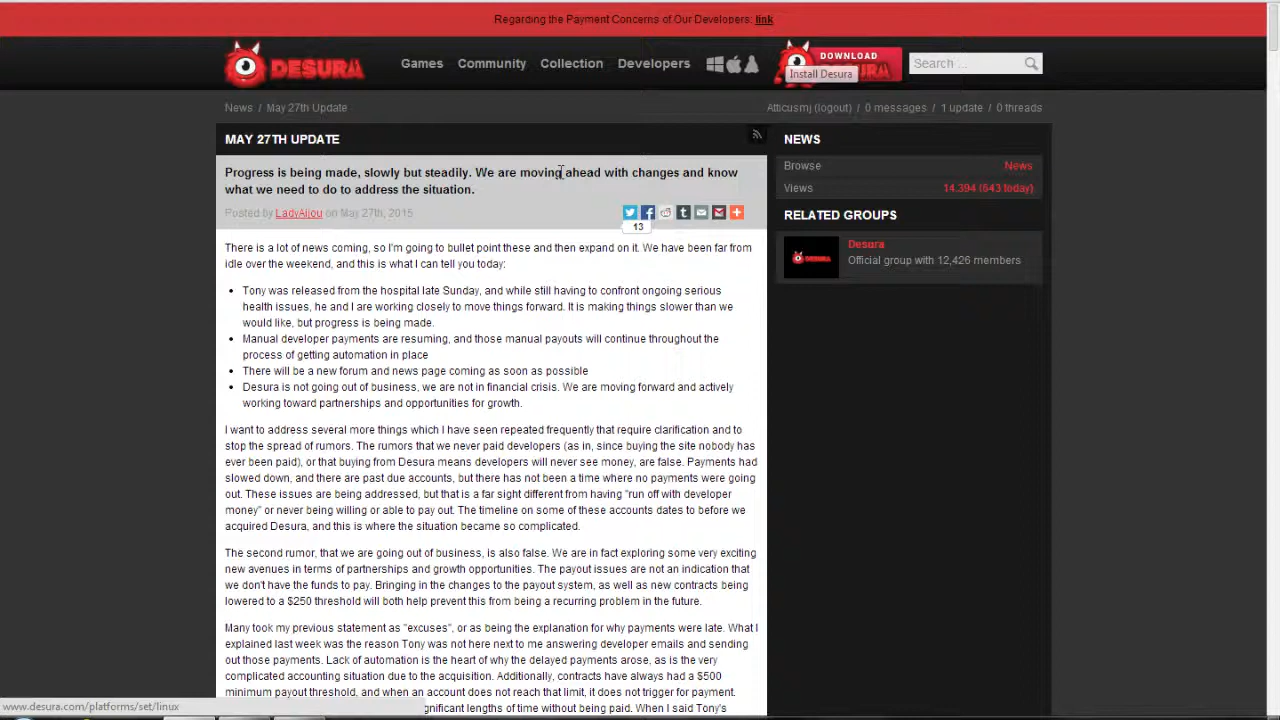 Regarding the Payment Concerns of Our Developers: link
DESURA
Games Community Collection Developers
DOWNLOAD
Install Desura
Search ...
News / May 27th Update
Atticusmj (logout) / 0 messages / 1 update / 0 threads
MAY 27TH UPDATE
Progress is being made, slowly but steadily. We are moving ahead with changes and know
what we need to do to address the situation.
Posted by LadyAijou on May 27th, 2015
13
There is a lot of news coming, so I'm going to bullet point these and then expand on it. We have been far from
idle over the weekend, and this is what I can tell you today:
Tony was released from the hospital late Sunday, and while still having to confront ongoing serious
health issues, he and I are working closely to move things forward. It is making things slower than we
would like, but progress is being made.
Manual developer payments are resuming, and those manual payouts will continue throughout the
process of getting automation in place
There will be a new forum and news page coming as soon as possible
Desura is not going out of business, we are not in financial crisis. We are moving forward and actively
working toward partnerships and opportunities for growth.
I want to address several more things which I have seen repeated frequently that require clarification and to
stop the spread of rumors. The rumors that we never paid developers (as in, since buying the site nobody has
ever been paid), or that buying from Desura means developers will never see money, are false. Payments had
slowed down, and there are past due accounts, but there has not been a time where no payments were going
out. These issues are being addressed, but that is a far sight different from having "run off with developer
money" or never being willing or able to pay out. The timeline on some of these accounts dates to before we
acquired Desura, and this is where the situation became so complicated.
The second rumor, that we are going out of business, is also false. We are in fact exploring some very exciting
new avenues in terms of partnerships and growth opportunities. The payout issues are not an indication that
we don't have the funds to pay. Bringing in the changes to the payout system, as well as new contracts being
lowered to a $250 threshold will both help prevent this from being a recurring problem in the future.
Many took my previous statement as "excuses", or as being the explanation for why payments were late. What I
explained last week was the reason Tony was not here next to me answering developer emails and sending
out those payments. Lack of automation is the heart of why the delayed payments arose, as is the very
complicated accounting situation due to the acquisition. Additionally, contracts have always had a $500
minimum payout threshold, and when an account does not reach that limit, it does not trigger for payment.
gnificant lengths of time without being paid. When I said Tony's
NEWS
Browse News
Views 14,394 (643 today)
RELATED GROUPS
DESURA
Desura
Official group with 12,426 members
www.desura.com/platforms/set/linux